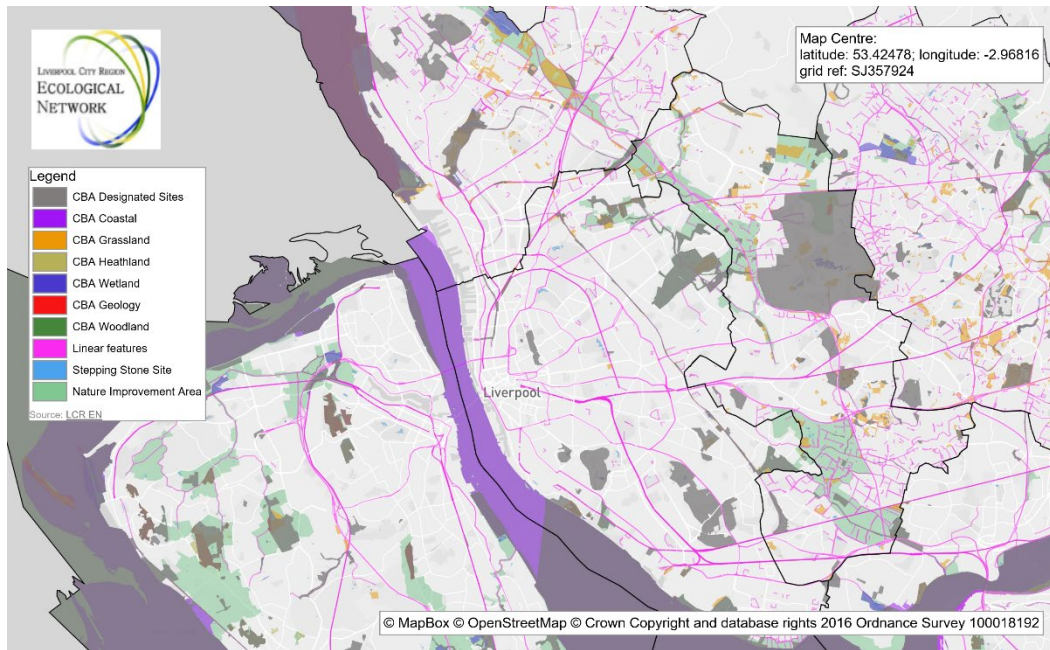 LIVERPOOL CITY REGION
ECOLOGICAL
NETWORK
Map Centre:
latitude: 53.42478; longitude: -2.96816
grid ref: SJ357924
Legend
CBA Designated Sites
CBA Coastal
CBA Grassland
CBA Heathland
CBA Wetland
CBA Geology
CBA Woodland
Linear features
Stepping Stone Site
Nature Improvement Area
Source: LCR EN
Liverpool
© MapBox © OpenStreetMap © Crown Copyright and database rights 2016 Ordnance Survey 100018192